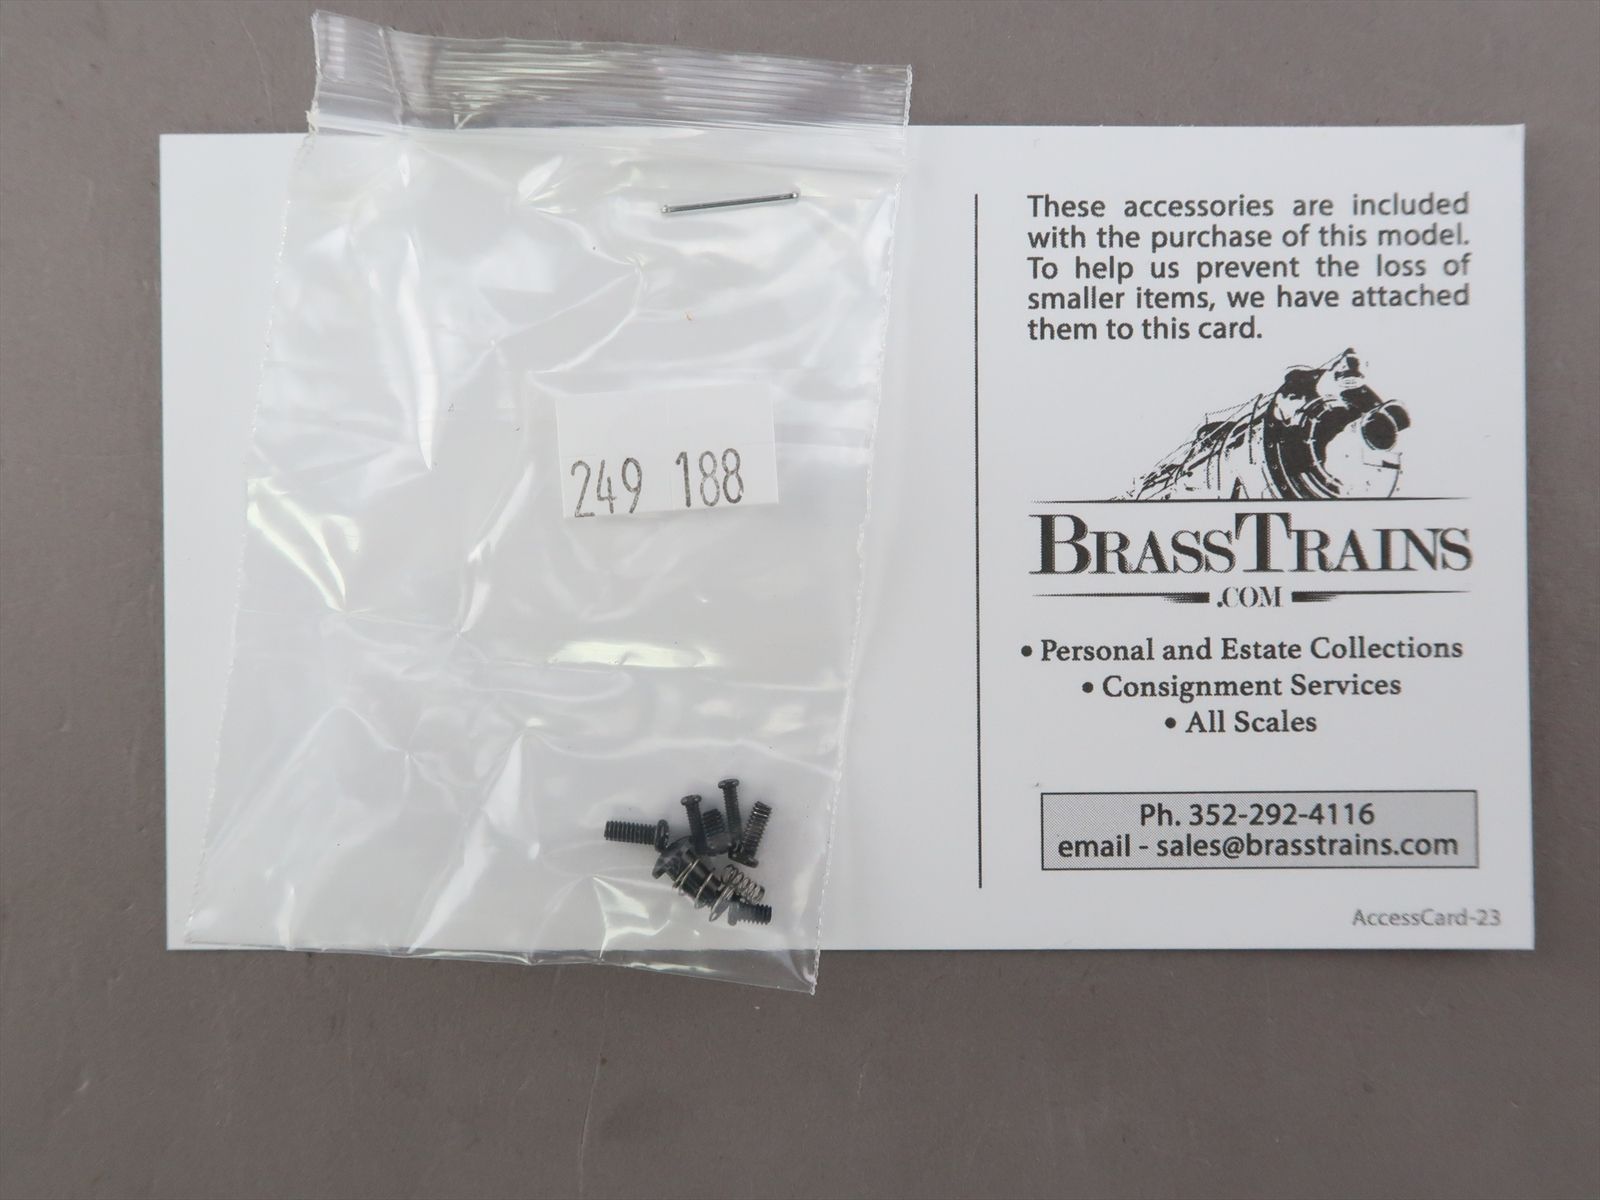 249 188
These accessories are included
with the purchase of this model.
To help us prevent the loss of
smaller items, we have attached
them to this card.
BRASSTRAINS
.COM
• Personal and Estate Collections
• Consignment Services
• All Scales
Ph. 352-292-4116
email - sales@brasstrains.com
AccessCard-23